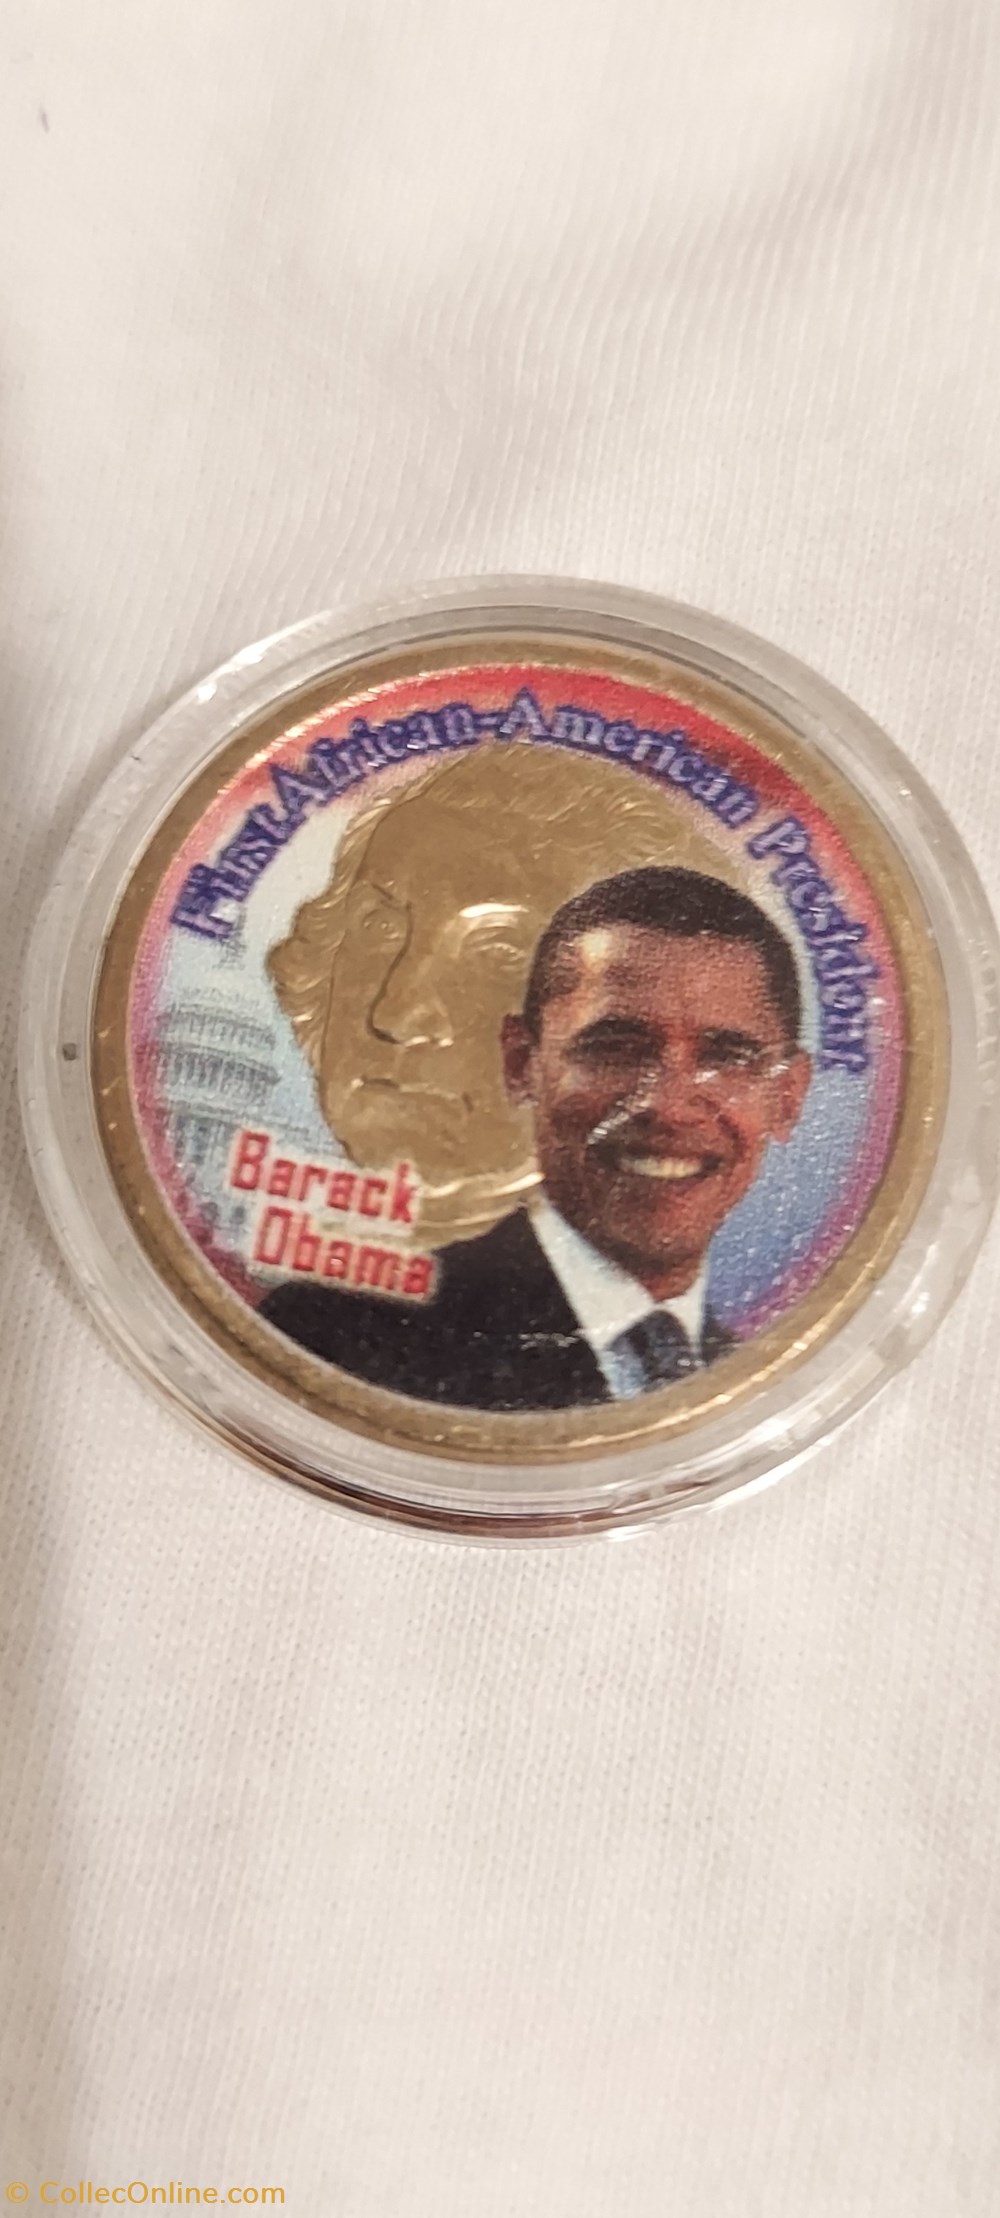 First African-American President
Barack
Obama
© CollecOnline.com